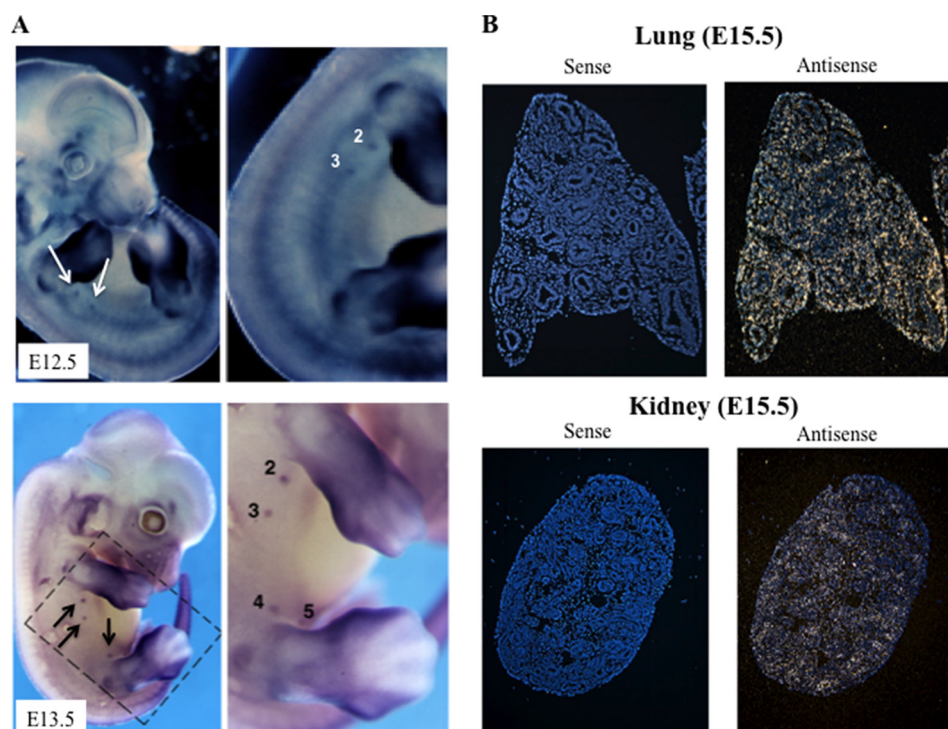 A
2
3
E12.5
2
3
4
5
E13.5
B
Lung (E15.5)
Sense Antisense
Kidney (E15.5)
Sense Antisense